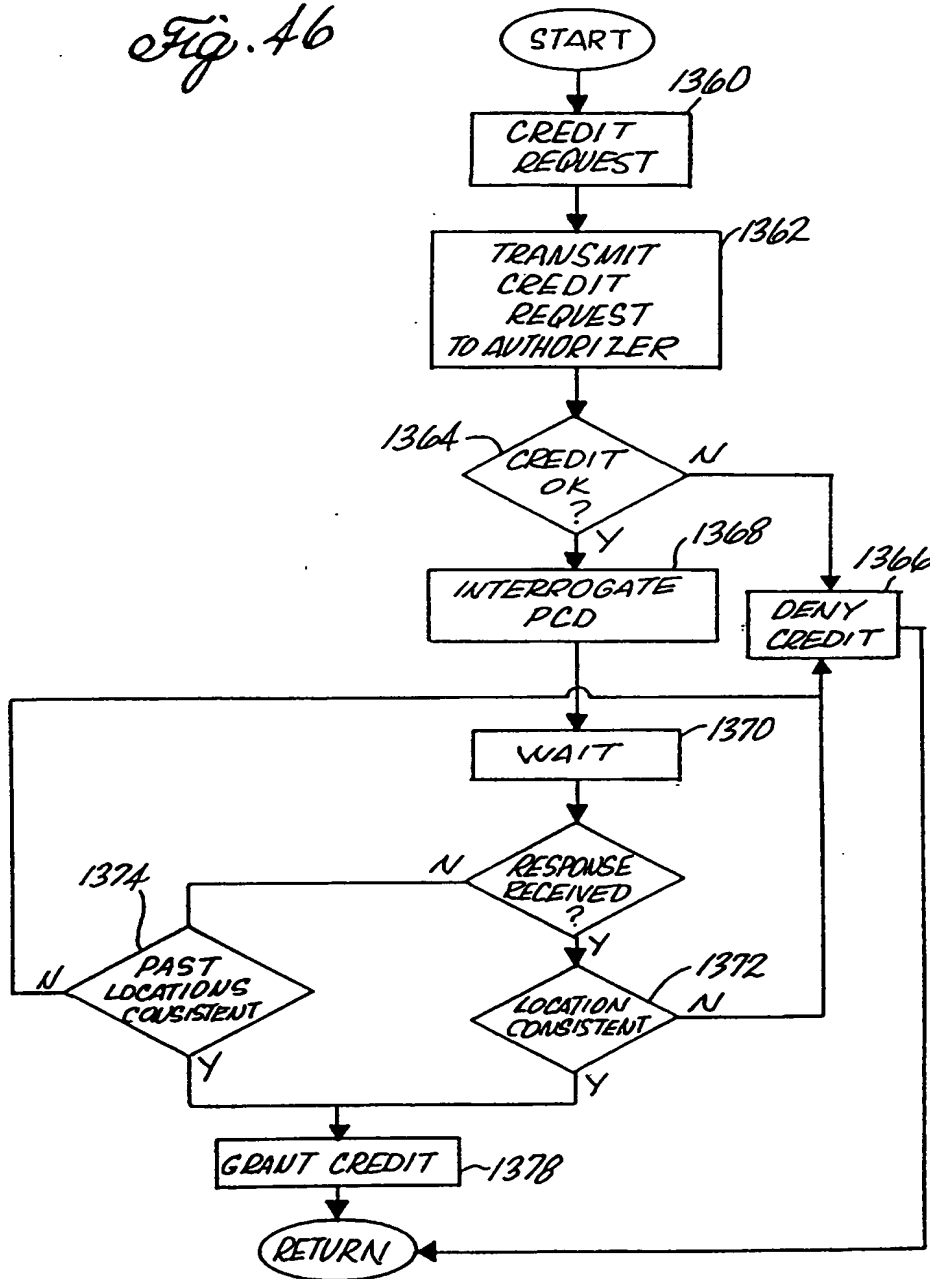 Fig. 46
START
1360
CREDIT
REQUEST
1362
TRANSMIT
CREDIT
REQUEST
TO AUTHORIZER
1364
CREDIT
OK
?
N
Y
1368
INTERROGATE
PCD
1366
DENY
CREDIT
WAIT
1370
RESPONSE
RECEIVED
?
N
Y
1374
PAST
LOCATIONS
CONSISTENT
N
Y
1372
LOCATION
CONSISTENT
N
Y
GRANT CREDIT
1378
RETURN